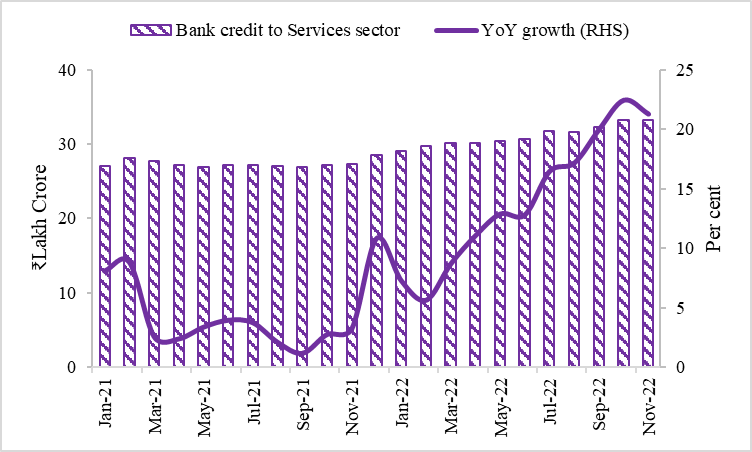 Bank credit to Services sector
YoY growth (RHS)
40
30
20
10
0
₹Lakh Crore
25
20
15
10
5
0
Per cent
Jan-21
Mar-21
May-21
Jul-21
Sep-21
Nov-21
Jan-22
Mar-22
May-22
Jul-22
Sep-22
Nov-22